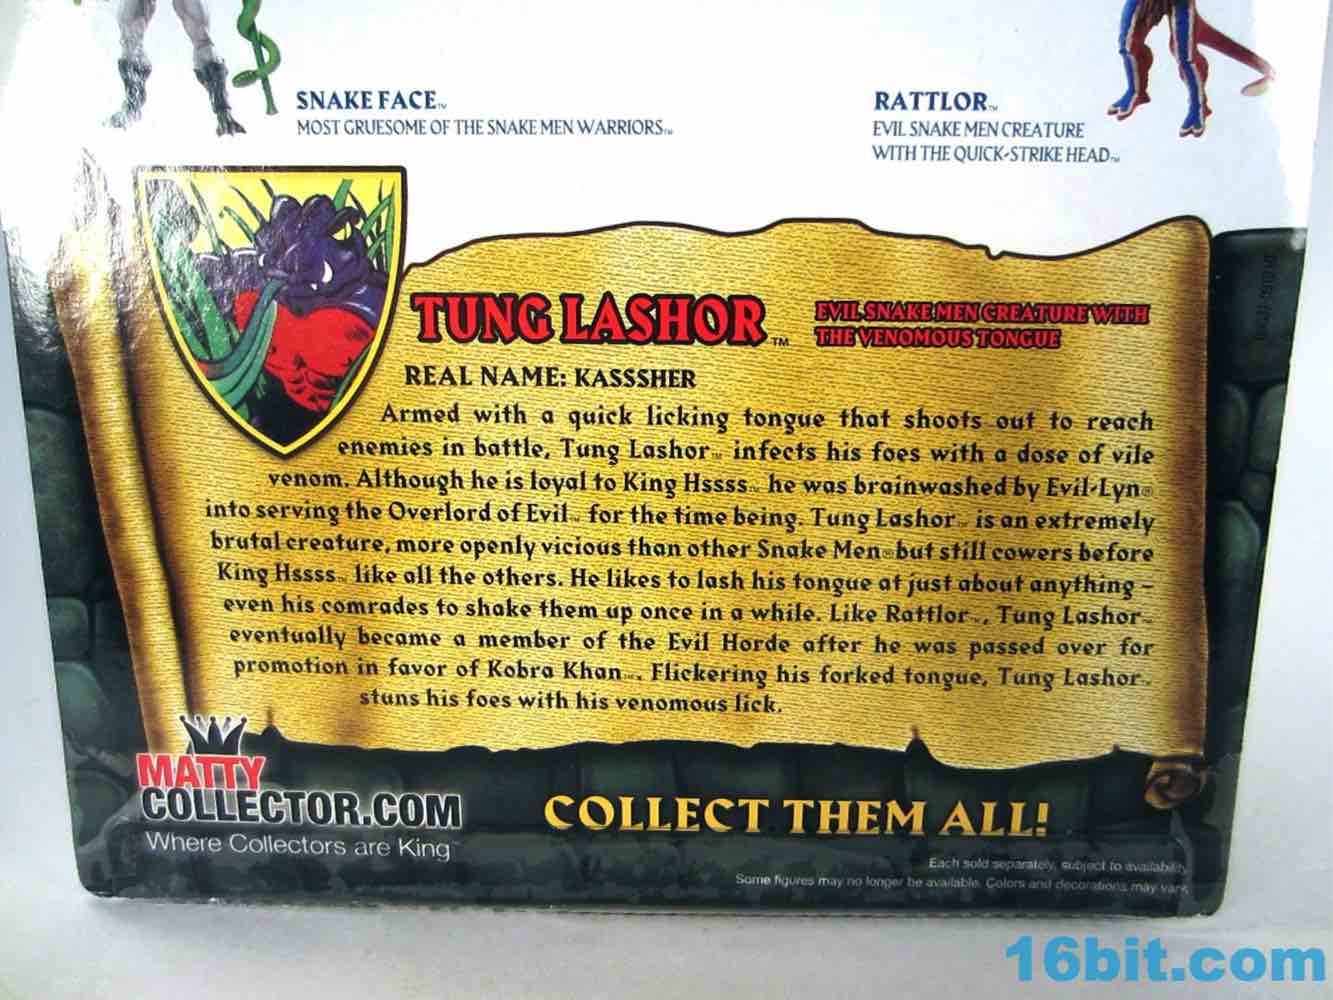 SNAKE FACE™
MOST GRUESOME OF THE SNAKE MEN WARRIORS™
RATTLOR™
EVIL SNAKE MEN CREATURE
WITH THE QUICK-STRIKE HEAD™
TUNG LASHOR™
EVIL SNAKE MEN CREATURE WITH
THE VENOMOUS TONGUE
REAL NAME: KASSSHER
Armed with a quick licking tongue that shoots out to reach
enemies in battle, Tung Lashor™ infects his foes with a dose of vile
venom. Although he is loyal to King Hssss™ he was brainwashed by Evil-Lyn®
into serving the Overlord of Evil™ for the time being. Tung Lashor™ is an extremely
brutal creature, more openly vicious than other Snake Men® but still cowers before
King Hssss™ like all the others. He likes to lash his tongue at just about anything –
even his comrades to shake them up once in a while. Like Rattlor™, Tung Lashor™
eventually became a member of the Evil Horde after he was passed over for
promotion in favor of Kobra Khan™. Flickering his forked tongue, Tung Lashor™
stuns his foes with his venomous lick.
MATTY
COLLECTOR.COM
Where Collectors are King™
COLLECT THEM ALL!
Each sold separately, subject to availability.
Some figures may no longer be available. Colors and decorations may vary.
16bit.com